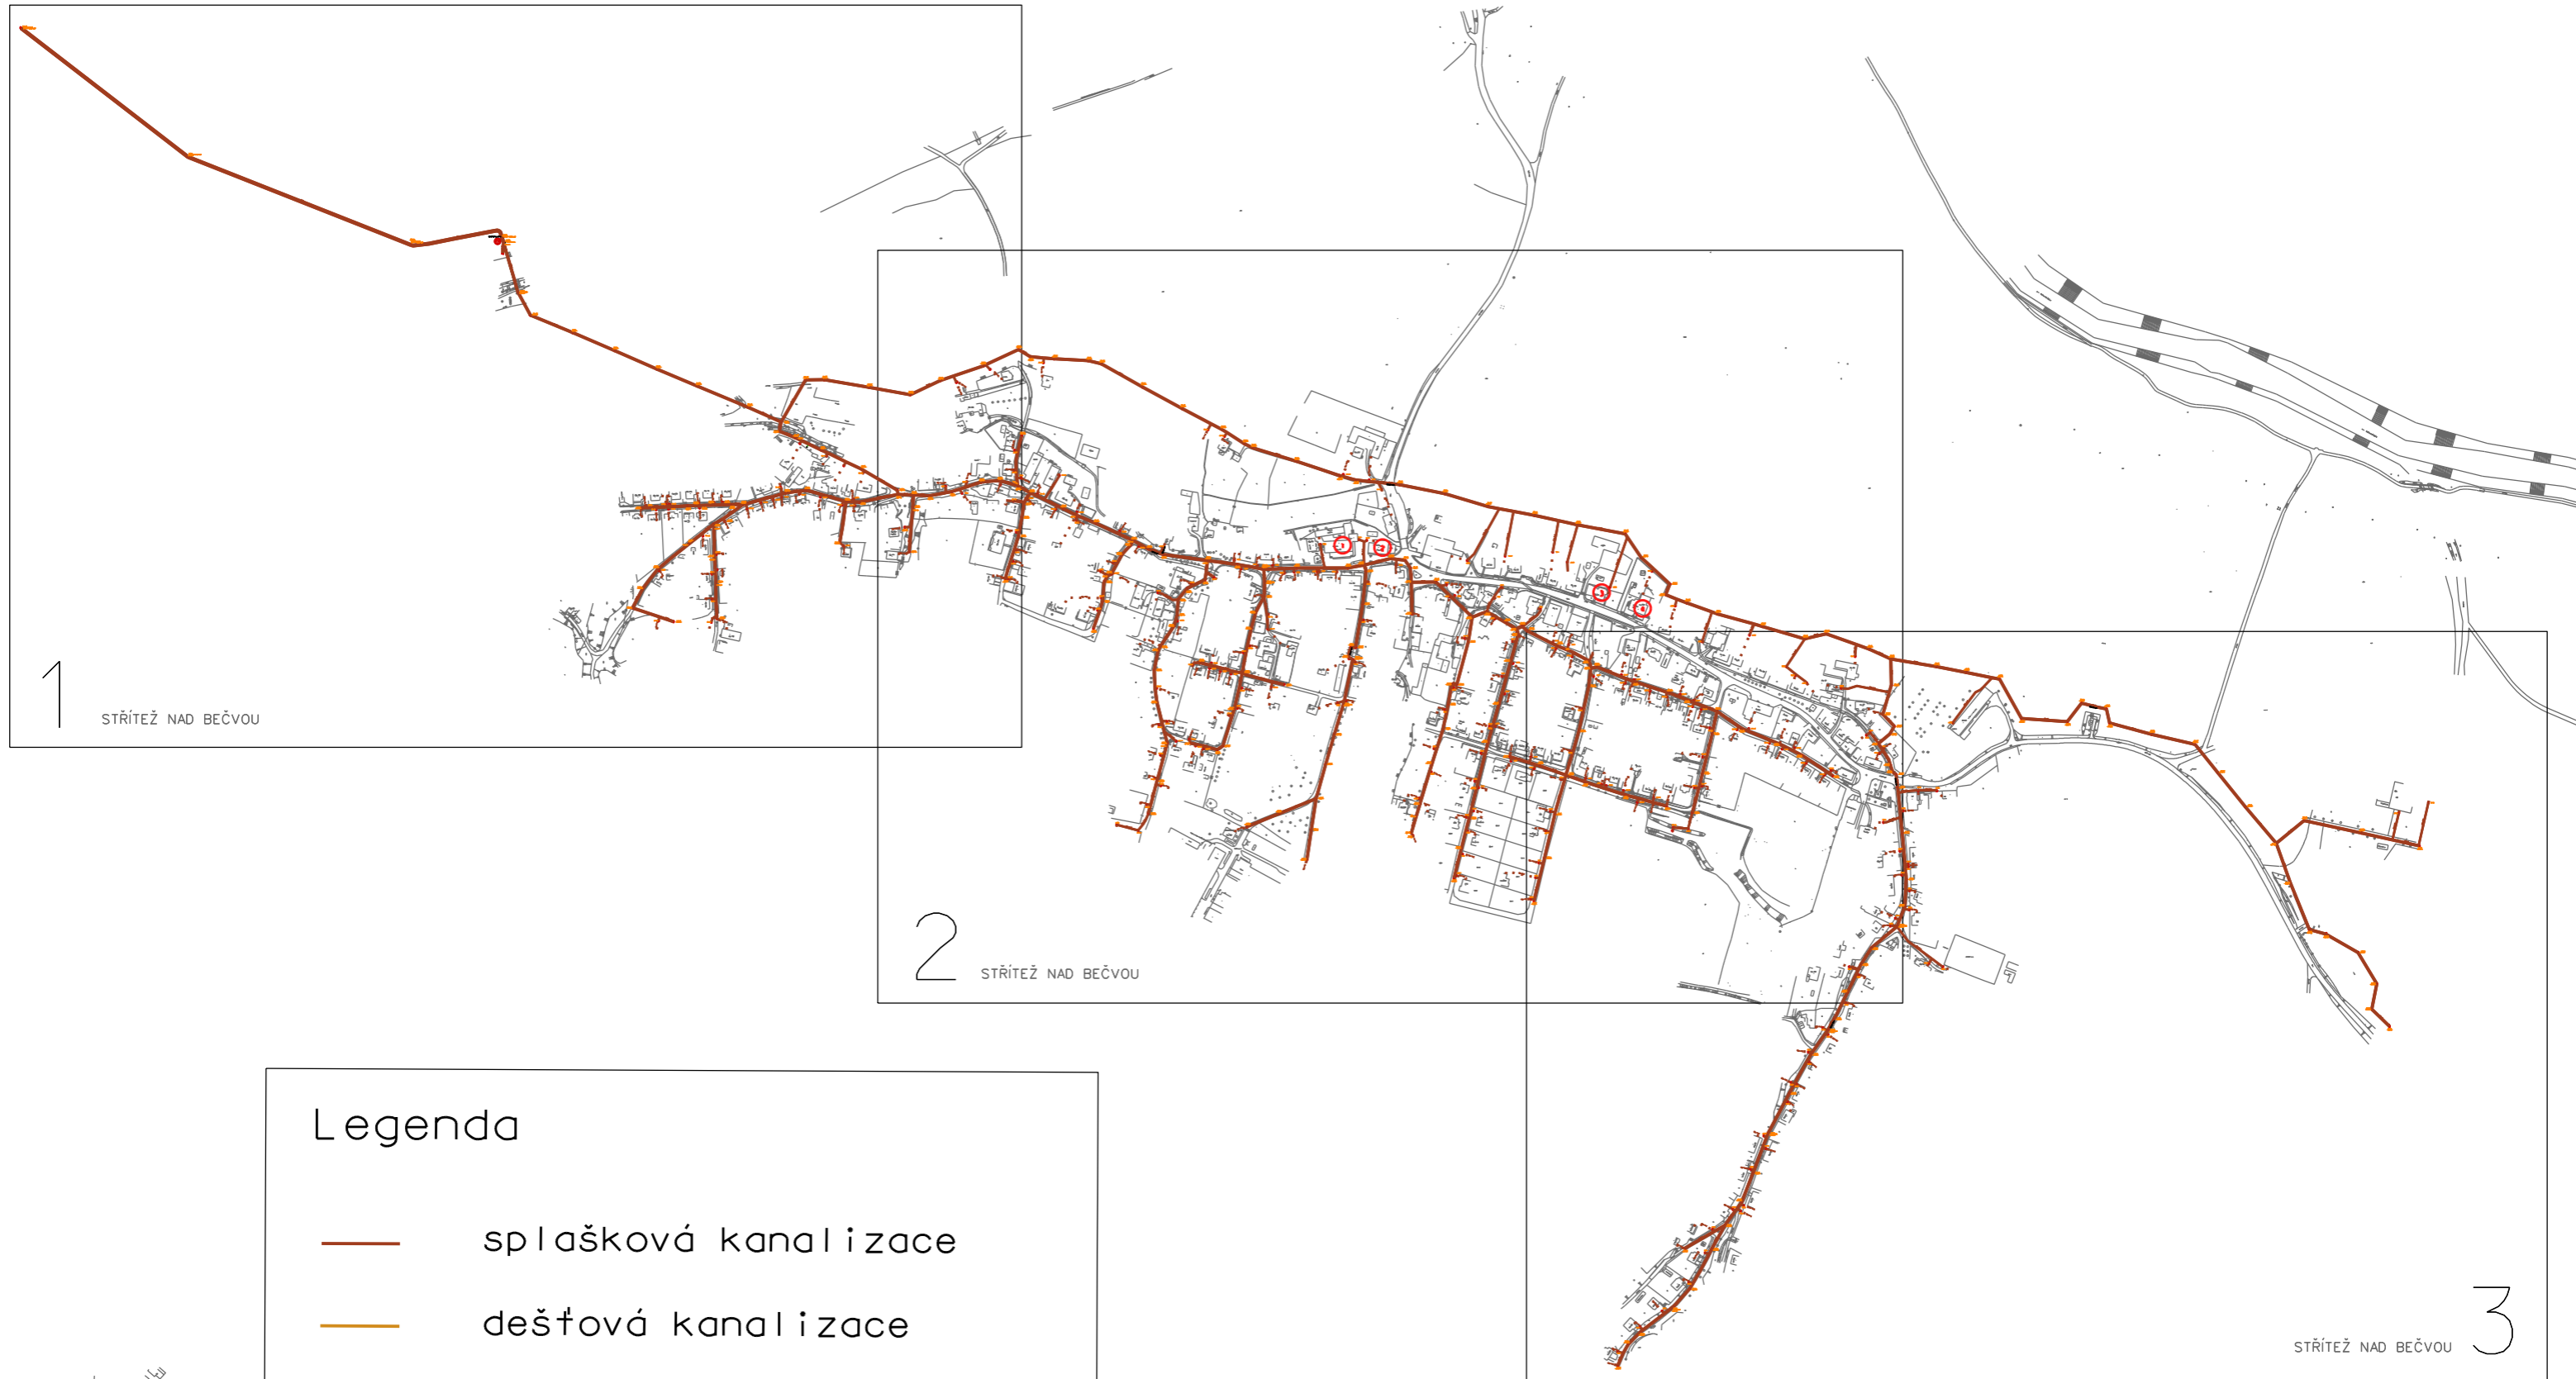 1
STŘÍTEŽ NAD BEČVOU
2
STŘÍTEŽ NAD BEČVOU
Legenda
splašková kanalizace
dešťová kanalizace
STŘÍTEŽ NAD BEČVOU
3